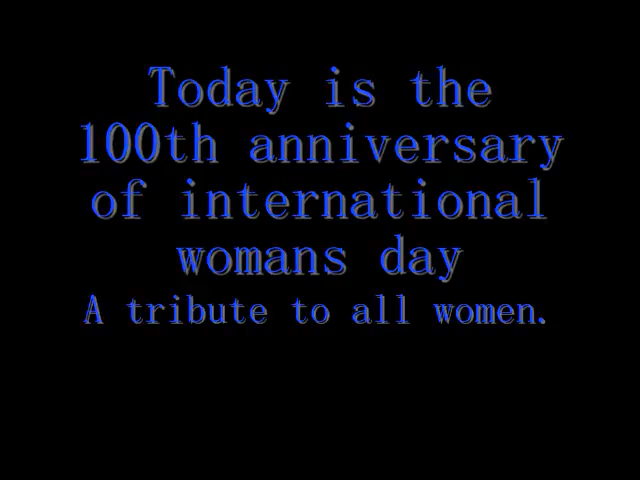 Today is the
100th anniversary
of international
womans day
A tribute to all women.